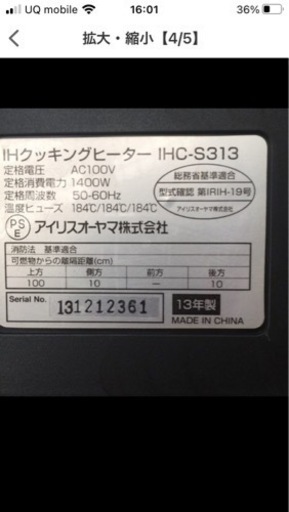 UQ mobile 16:01 36%
拡大・縮小【4/5】
IHクッキングヒーター IHC-S313
定格電圧 AC100V
定格消費電力 1400W
定格周波数 50-60Hz
温度ヒューズ 184℃/184℃/184℃
総務省基準適合
型式確認 第IRIH-19号
アイリスオーヤマ株式会社
PS
E
アイリスオーヤマ株式会社
消防法 基準適合
可燃物からの離隔距離(cm)
上方 側方 前方 後方
100 10 － 10
Serial No. 131212361
13年製
MADE IN CHINA